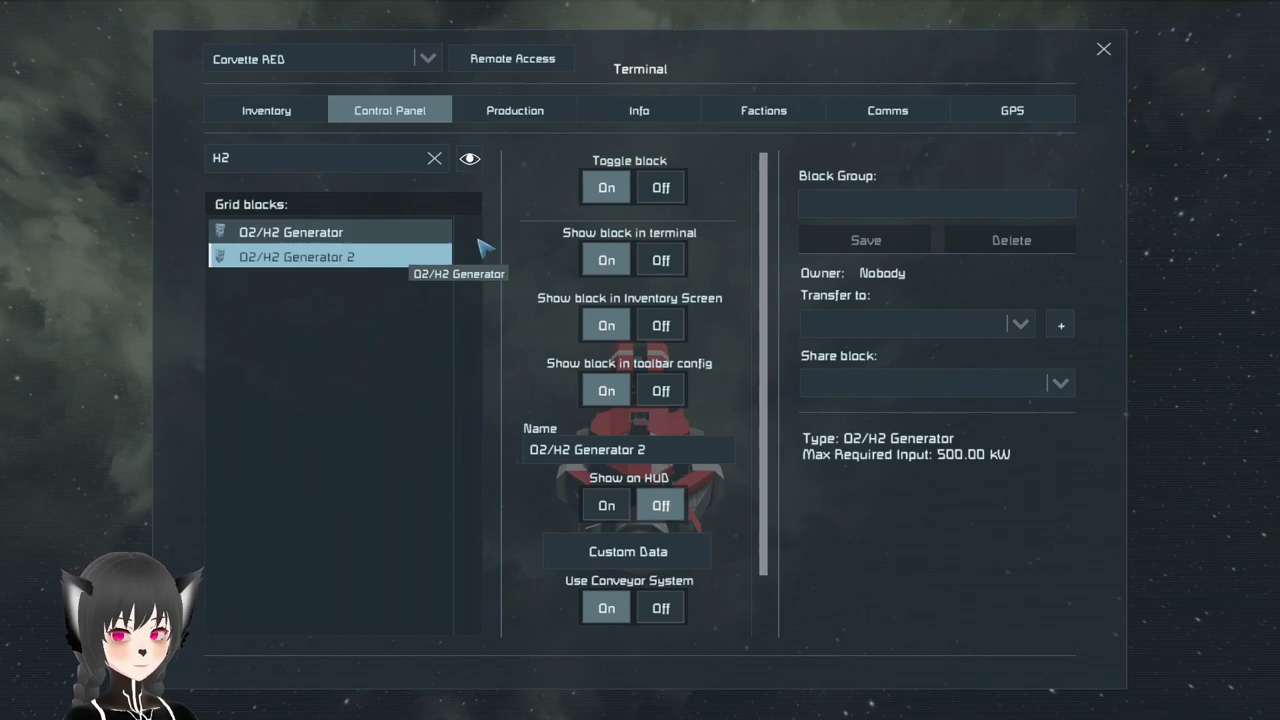 Corvette RED
Remote Access
Terminal
Inventory
Control Panel
Production
Info
Factions
Comms
GPS
H2
Grid blocks:
O2/H2 Generator
O2/H2 Generator 2
O2/H2 Generator
Toggle block
On
Off
Show block in terminal
On
Off
Show block in Inventory Screen
On
Off
Show block in toolbar config
On
Off
Name
O2/H2 Generator 2
Show on HUD
On
Off
Custom Data
Use Conveyor System
On
Off
Block Group:
Save
Delete
Owner: Nobody
Transfer to:
+
Share block:
Type: O2/H2 Generator
Max Required Input: 500.00 kW